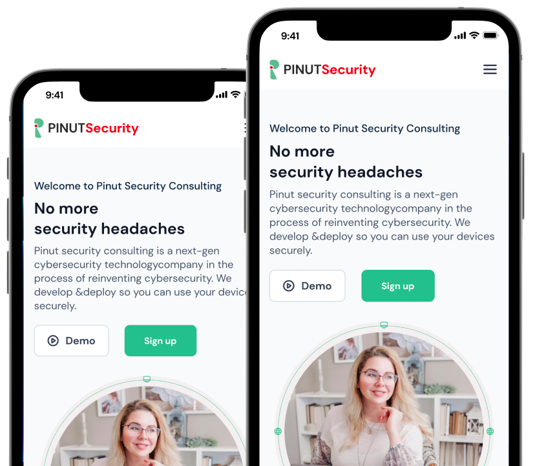 9:41
PINUTSecurity
Welcome to Pinut Security Consulting
No more
security headaches
Pinut security consulting is a next-gen
cybersecurity technologycompany in the
process of reinventing cybersecurity. We
develop &deploy so you can use your devic
securely.
Demo
Sign up
9:41
PINUTSecurity
Welcome to Pinut Security Consulting
No more
security headaches
Pinut security consulting is a next-gen
cybersecurity technologycompany in the
process of reinventing cybersecurity. We
develop &deploy so you can use your devices
securely.
Demo
Sign up